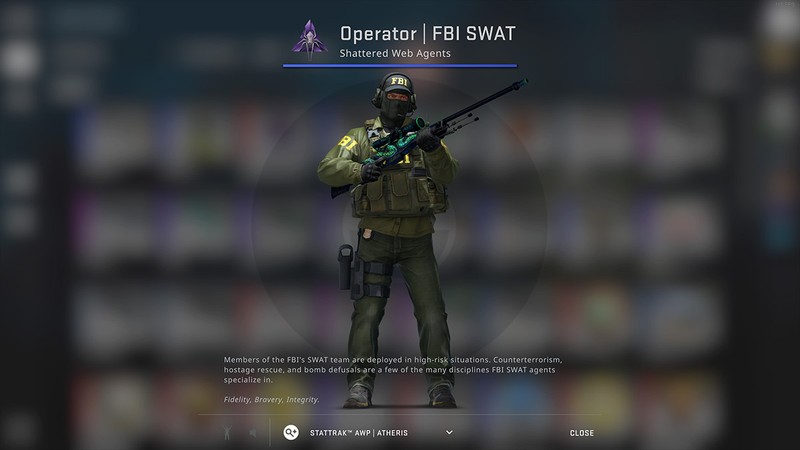 Operator | FBI SWAT
Shattered Web Agents
FBI
BI
Members of the FBI's SWAT team are deployed in high-risk situations. Counterterrorism,
hostage rescue, and bomb defusals are a few of the many disciplines FBI SWAT agents
specialize in.
Fidelity, Bravery, Integrity.
STATTRAK™ AWP | ATHERIS
CLOSE